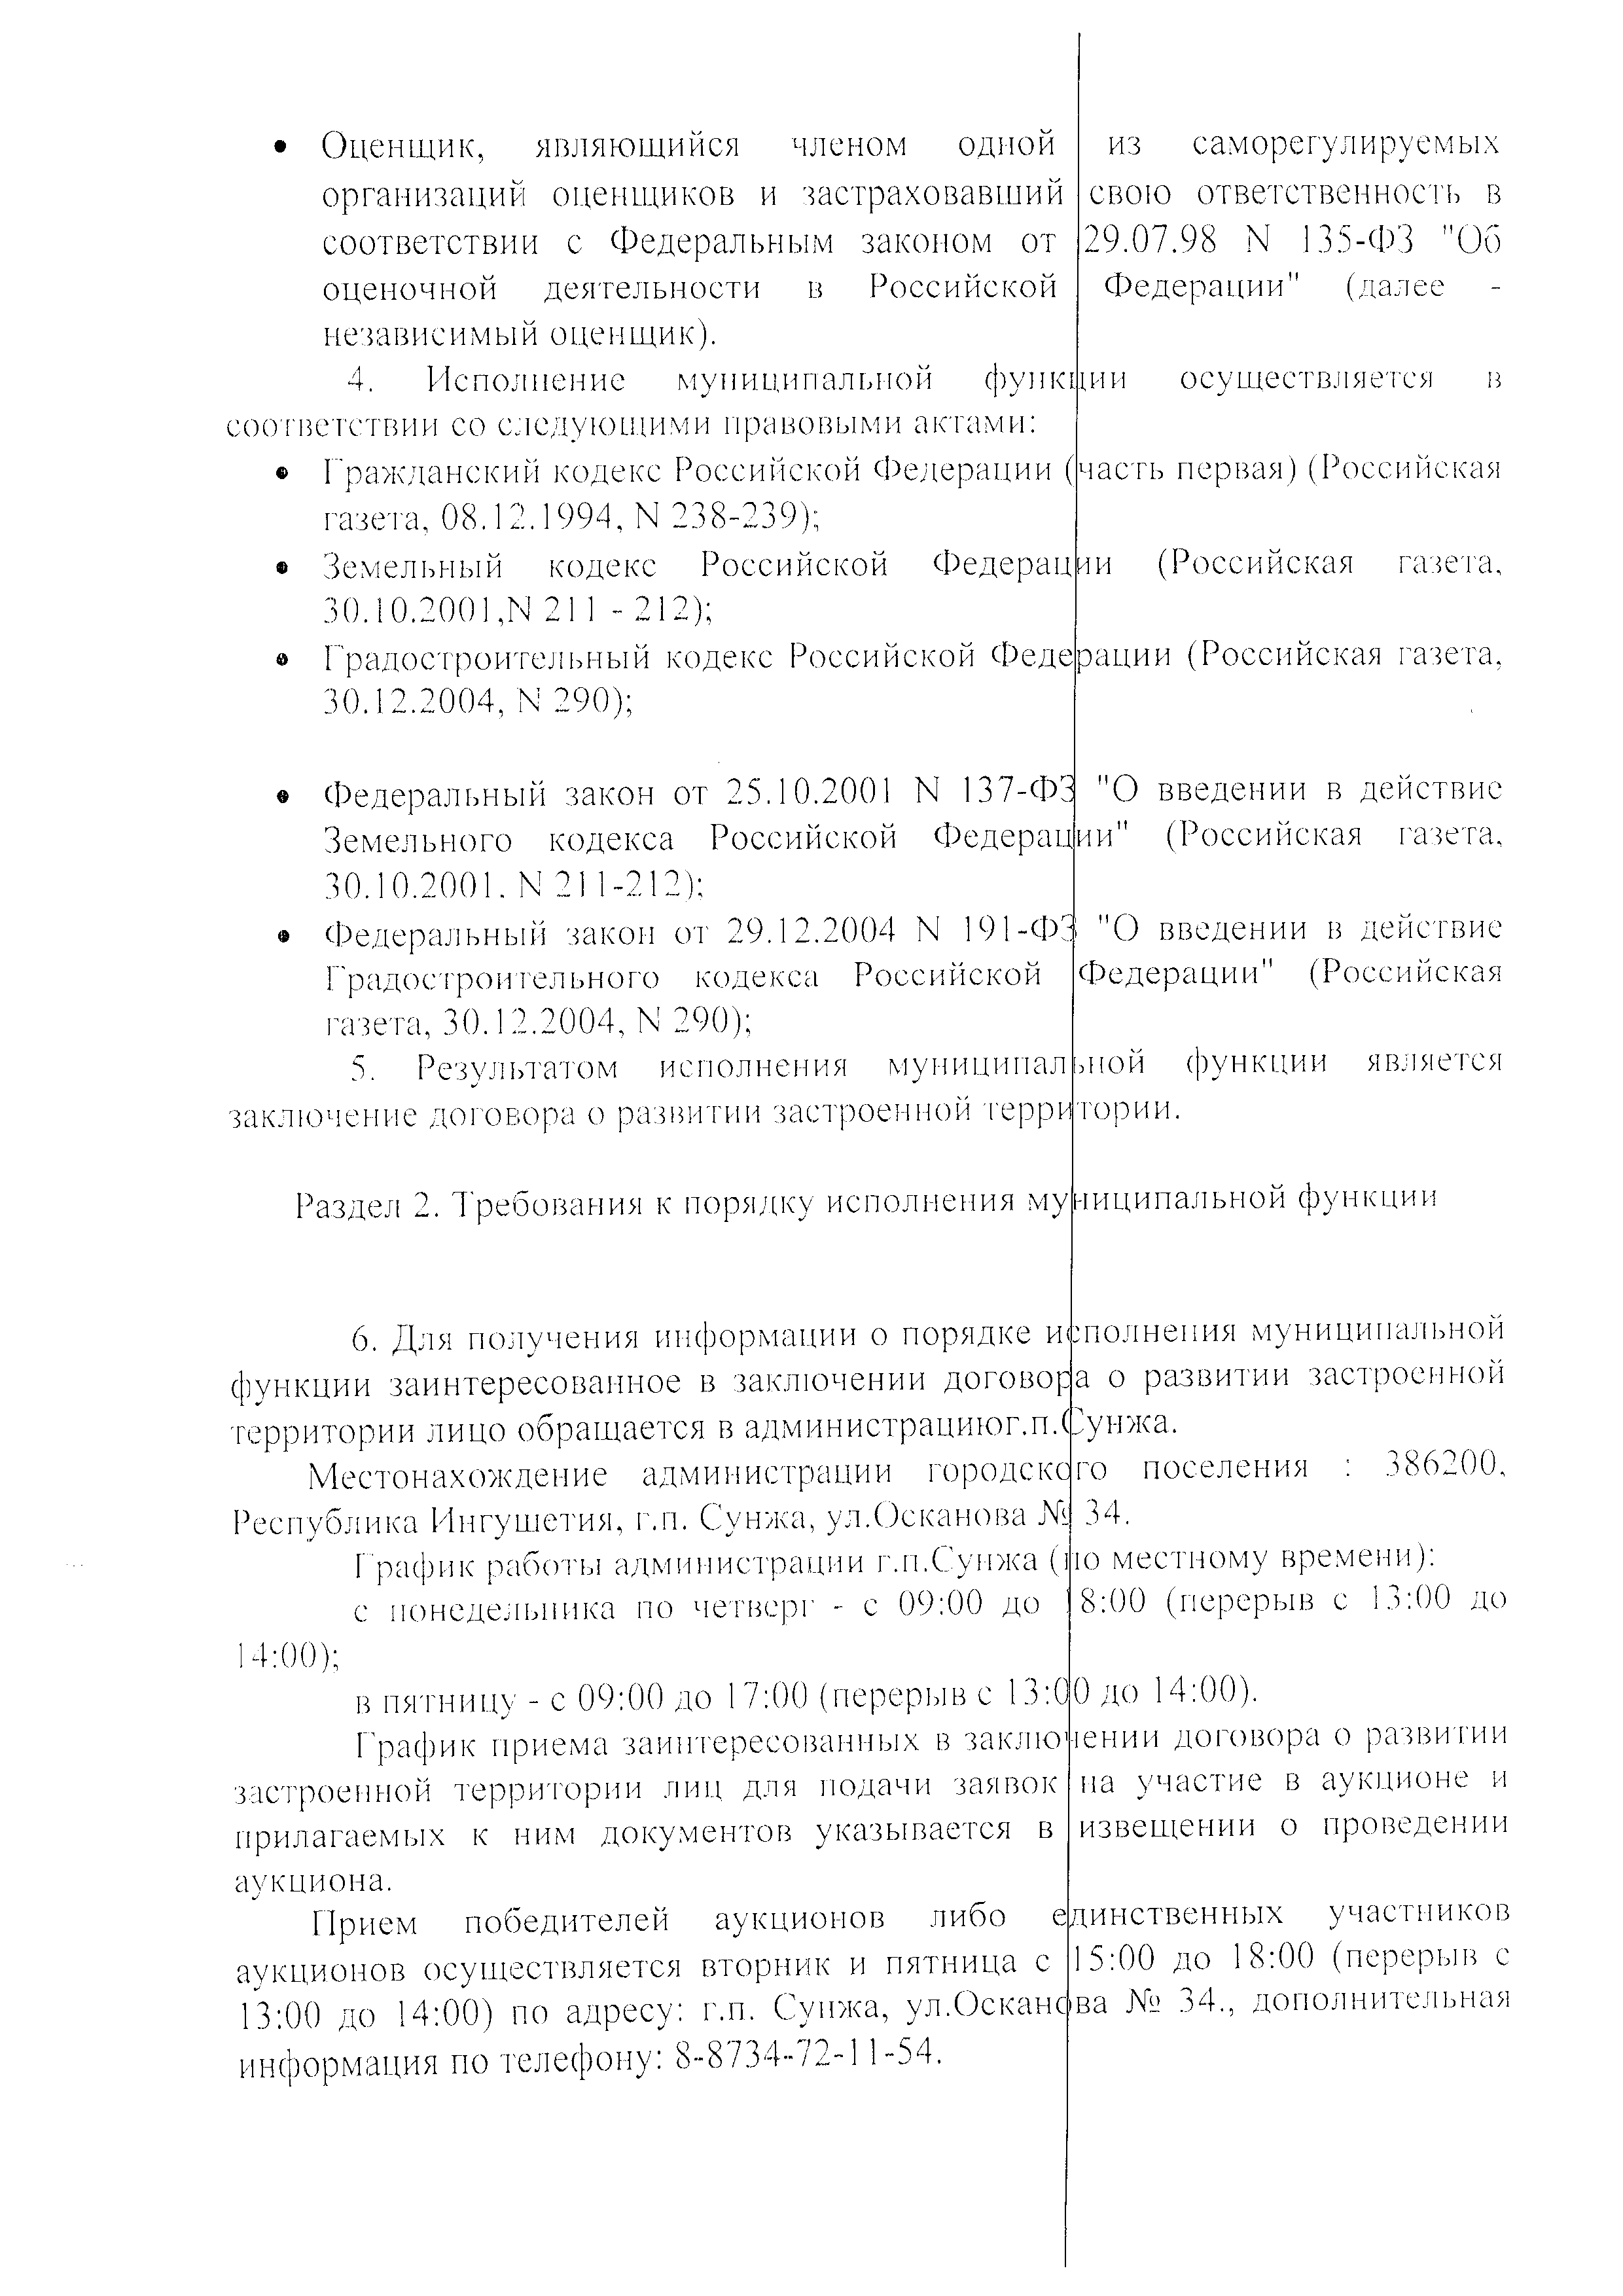 • Оценщик, являющийся членом одной из саморегулируемых
организаций оценщиков и застраховавший свою ответственность в
соответствии с Федеральным законом от 29.07.98 N 135-ФЗ "Об
оценочной деятельности в Российской Федерации" (далее -
независимый оценщик).
4. Исполнение муниципальной функции осуществляется в
соответствии со следующими правовыми актами:
• Гражданский кодекс Российской Федерации (часть первая) (Российская
газета, 08.12.1994, N 238-239);
• Земельный кодекс Российской Федерации (Российская газета,
30.10.2001,N 211 - 212);
• Градостроительный кодекс Российской Федерации (Российская газета,
30.12.2004, N 290);
• Федеральный закон от 25.10.2001 N 137-ФЗ "О введении в действие
Земельного кодекса Российской Федерации" (Российская газета,
30.10.2001. N 211-212);
• Федеральный закон от 29.12.2004 N 191-ФЗ "О введении в действие
Градостроительного кодекса Российской Федерации" (Российская
газета, 30.12.2004, N 290);
5. Результатом исполнения муниципальной функции является
заключение договора о развитии застроенной территории.
Раздел 2. Требования к порядку исполнения муниципальной функции
6. Для получения информации о порядке исполнения муниципальной
функции заинтересованное в заключении договора о развитии застроенной
территории лицо обращается в администрациюг.п.Сунжа.
Местонахождение администрации городского поселения : 386200,
Республика Ингушетия, г.п. Сунжа, ул.Осканова № 34.
График работы администрации г.п.Сунжа (по местному времени):
с понедельника по четверг - с 09:00 до 18:00 (перерыв с 13:00 до
14:00);
в пятницу - с 09:00 до 17:00 (перерыв с 13:00 до 14:00).
График приема заинтересованных в заключении договора о развитии
застроенной территории лиц для подачи заявок на участие в аукционе и
прилагаемых к ним документов указывается в извещении о проведении
аукциона.
Прием победителей аукционов либо единственных участников
аукционов осуществляется вторник и пятница с 15:00 до 18:00 (перерыв с
13:00 до 14:00) по адресу: г.п. Сунжа, ул.Осканова № 34., дополнительная
информация по телефону: 8-8734-72-11-54.